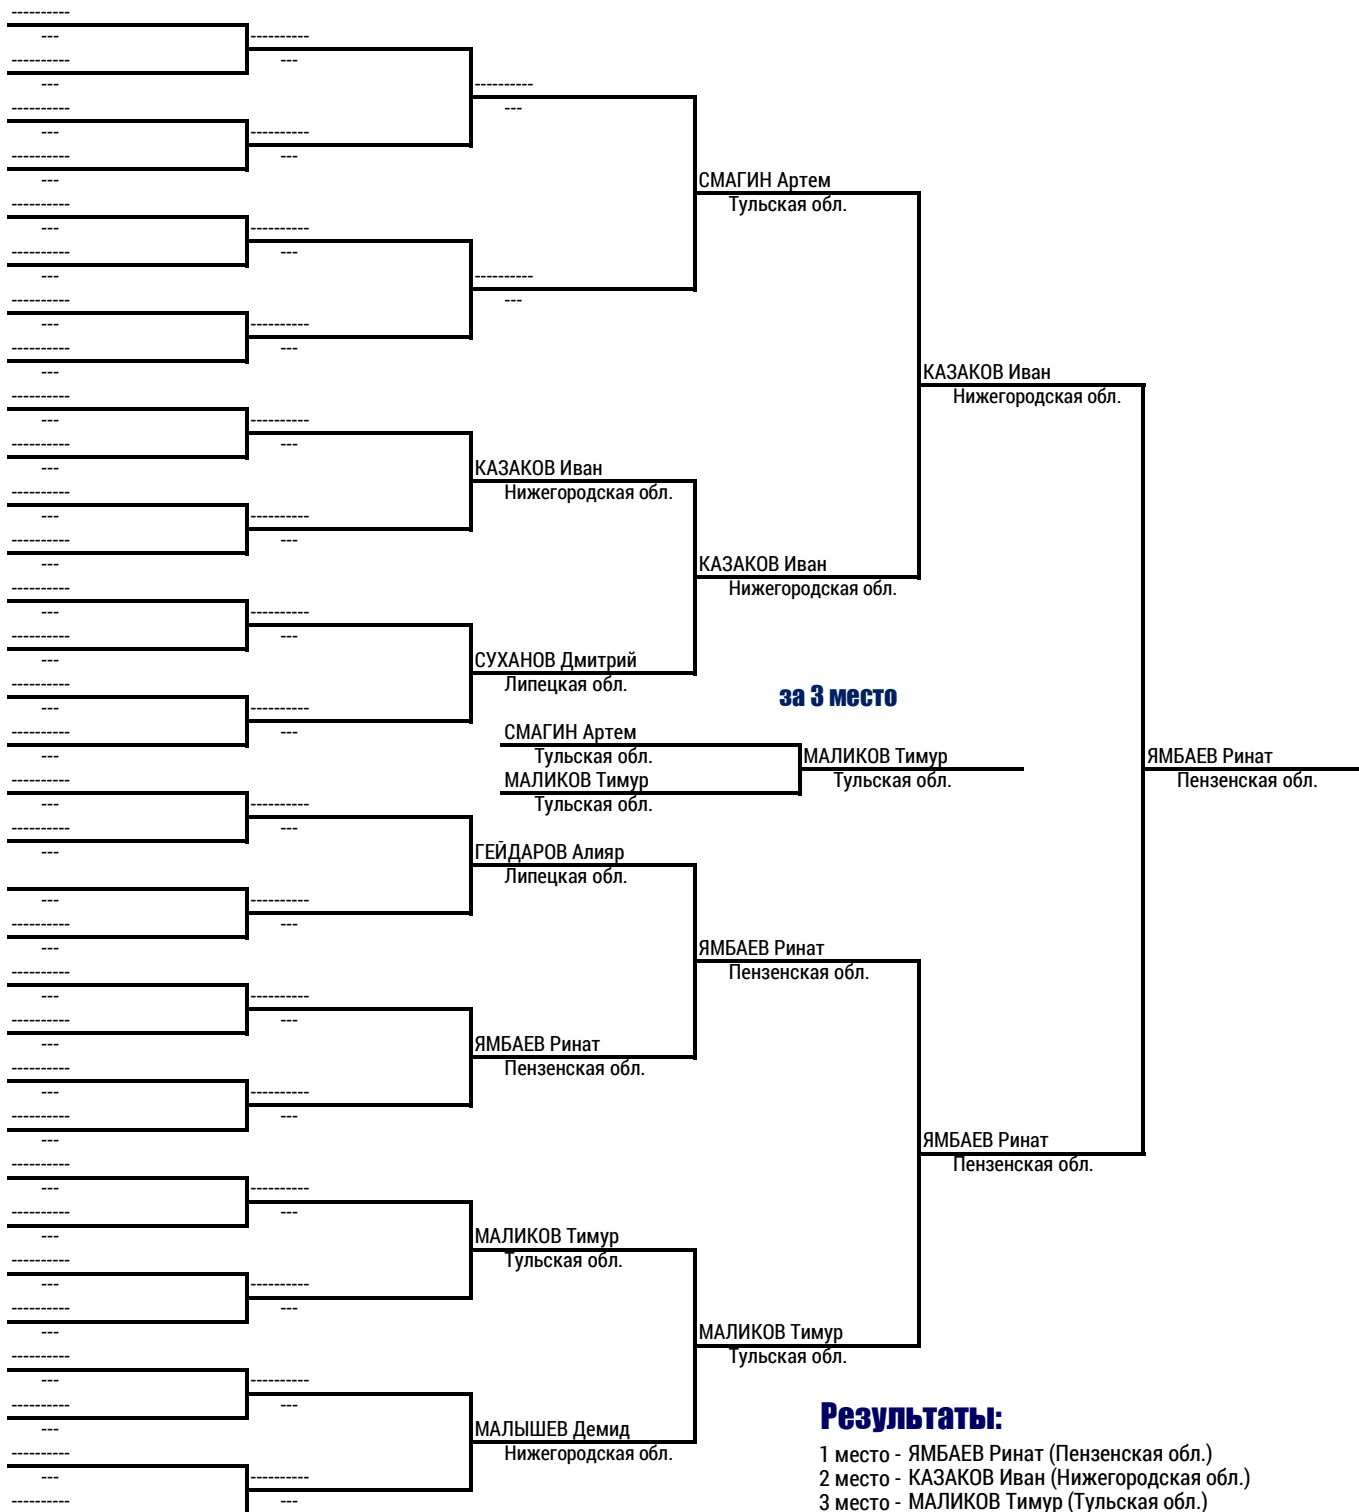 ----------
---
----------
----------
---
---
----------
----------
---
---
----------
----------
---
---
----------
---
СМАГИН Артем
----------
Тульская обл.
---
----------
----------
---
---
----------
----------
---
---
----------
----------
---
---
----------
---
КАЗАКОВ Иван
----------
Нижегородская обл.
---
----------
----------
---
КАЗАКОВ Иван
---
----------
Нижегородская обл.
---
----------
----------
---
---
КАЗАКОВ Иван
----------
Нижегородская обл.
---
----------
----------
---
СУХАНОВ Дмитрий
---
----------
Липецкая обл.
за 3 место
---
----------
----------
---
СМАГИН Артем
---
Тульская обл.
МАЛИКОВ Тимур
ЯМБАЕВ Ринат
----------
МАЛИКОВ Тимур
Тульская обл.
Пензенская обл.
---
----------
Тульская обл.
----------
---
---
ГЕЙДАРОВ Алияр
Липецкая обл.
---
----------
----------
---
---
ЯМБАЕВ Ринат
----------
Пензенская обл.
---
----------
----------
---
---
ЯМБАЕВ Ринат
----------
Пензенская обл.
---
----------
----------
---
---
ЯМБАЕВ Ринат
----------
Пензенская обл.
---
----------
----------
---
---
МАЛИКОВ Тимур
----------
Тульская обл.
---
----------
----------
---
---
МАЛИКОВ Тимур
----------
Тульская обл.
---
----------
----------
---
Результаты:
---
МАЛЫШЕВ Демид
----------
Нижегородская обл.
1 место - ЯМБАЕВ Ринат (Пензенская обл.)
---
----------
2 место - КАЗАКОВ Иван (Нижегородская обл.)
----------
---
3 место - МАЛИКОВ Тимур (Тульская обл.)